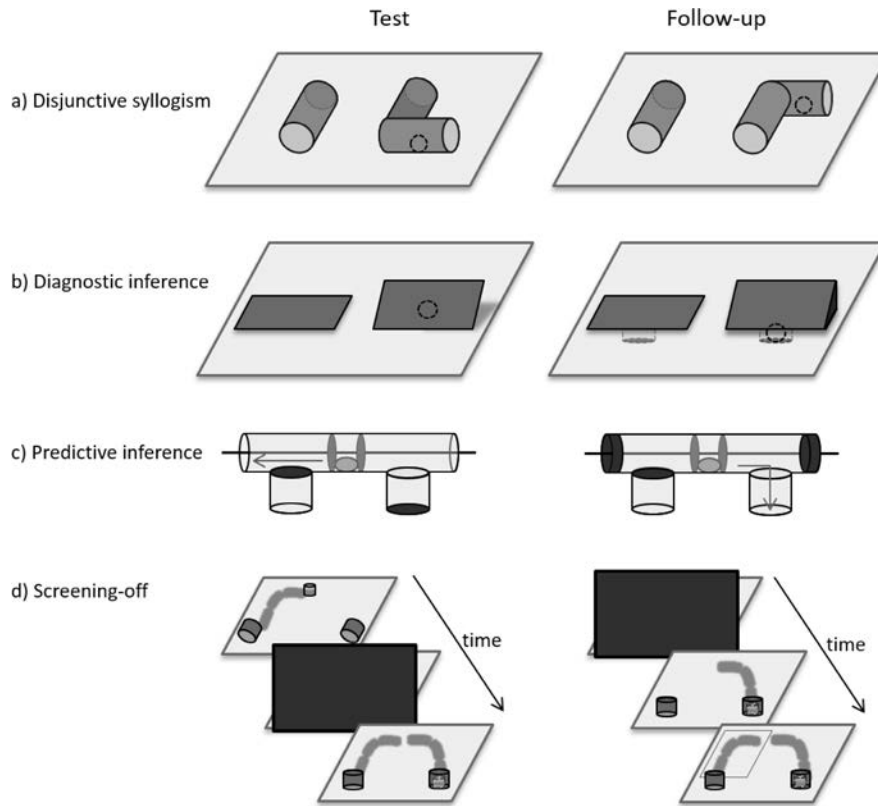 Test Follow-up
a) Disjunctive syllogism
b) Diagnostic inference
c) Predictive inference
d) Screening-off
time time